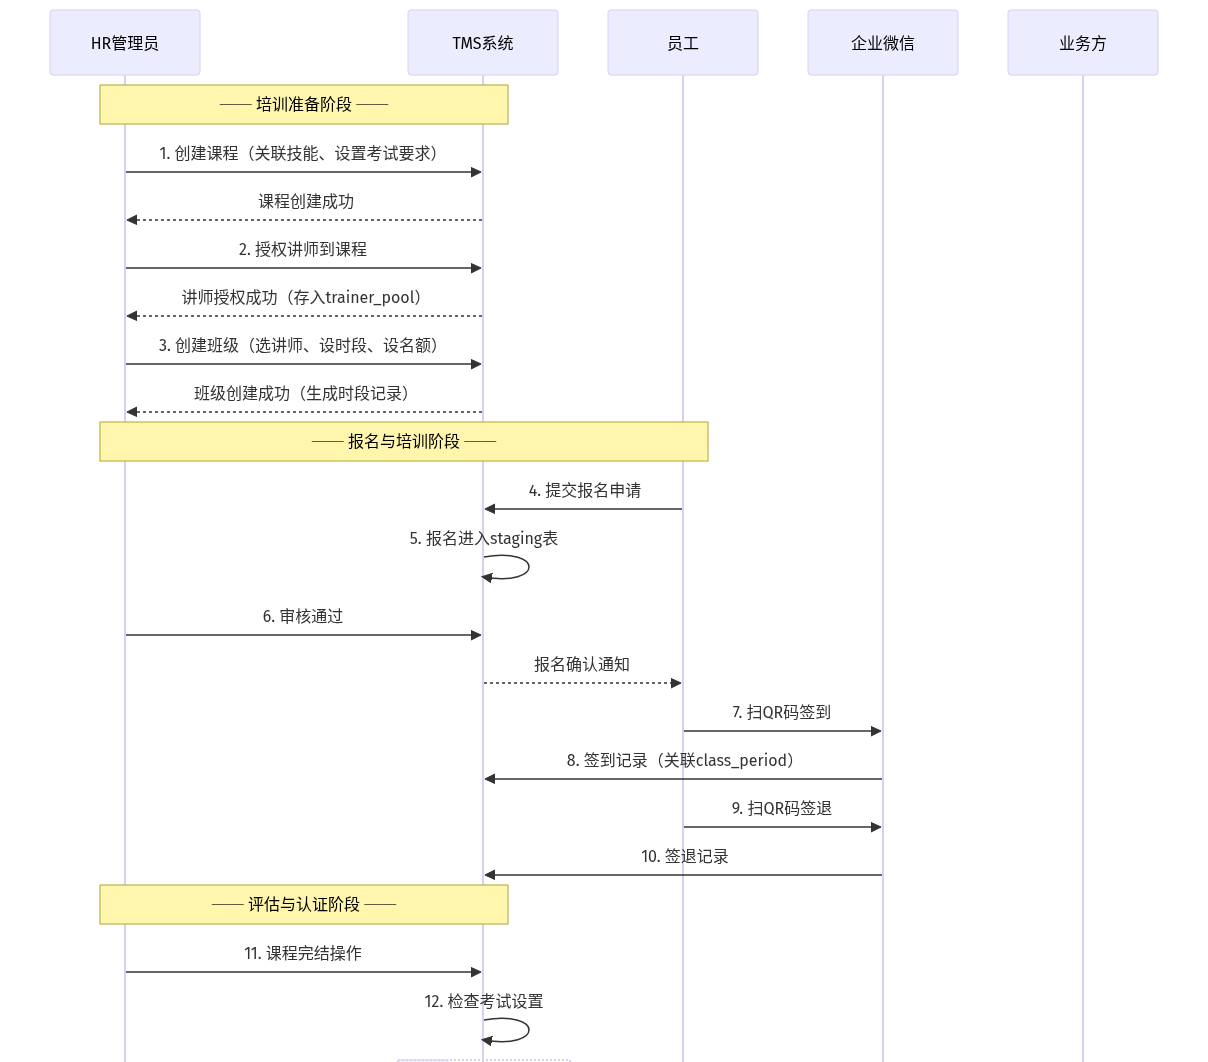 HR管理员
TMS系统
员工
企业微信
业务方
—— 培训准备阶段 ——
1. 创建课程（关联技能、设置考试要求）
课程创建成功
2. 授权讲师到课程
讲师授权成功（存入trainer_pool）
3. 创建班级（选讲师、设时段、设名额）
班级创建成功（生成时段记录）
—— 报名与培训阶段 ——
4. 提交报名申请
5. 报名进入staging表
6. 审核通过
报名确认通知
7. 扫QR码签到
8. 签到记录（关联class_period）
9. 扫QR码签退
10. 签退记录
—— 评估与认证阶段 ——
11. 课程完结操作
12. 检查考试设置